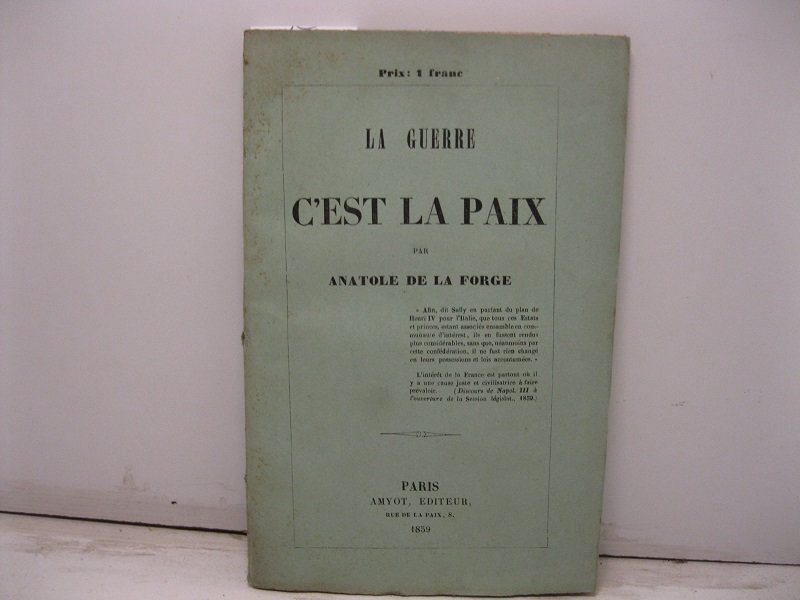 Prix: 1 franc
LA GUERRE
C'EST LA PAIX
PAR
ANATOLE DE LA FORGE
« Afin, dit Sully en parlant du plan de
Henri IV pour l'Italie, que tous ces Estats
et princes, estant associés ensemble en com-
munauté d'intérest, ils en fussent rendus
plus considérables, sans que, néanmoins par
cette confédération, il ne fust rien changé
en leurs possessions et lois accoutumées. »
L'intérêt de la France est partout où il
y a une cause juste et civilisatrice à faire
prévaloir. (Discours de Napol. III à
l'ouverture de la Session législat., 1859.)
PARIS
AMYOT, EDITEUR,
RUE DE LA PAIX, 8.
1859